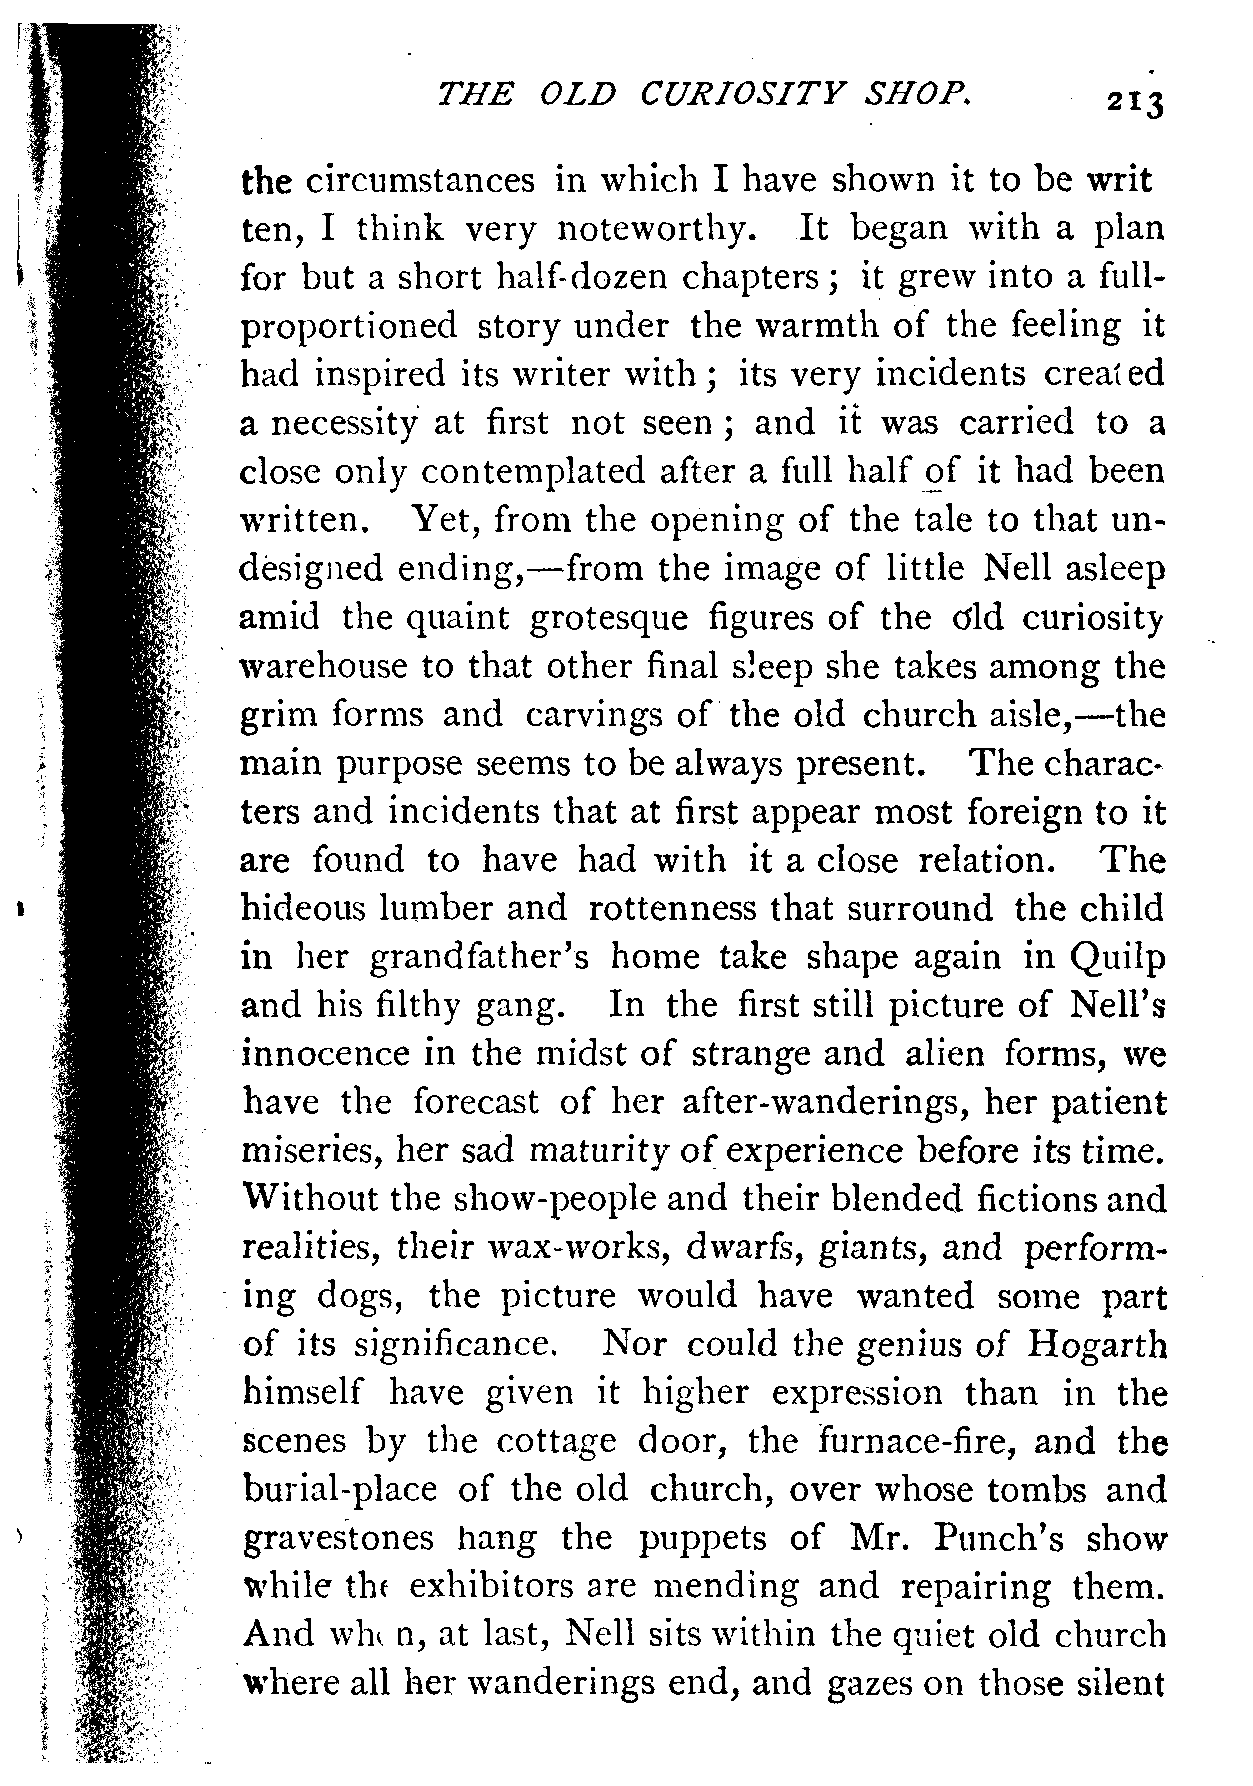 THE OLD CURIOSITY SHOP. 213
the circumstances in which I have shown it to be writ
ten, I think very noteworthy. It began with a plan
for but a short half-dozen chapters ; it grew into a full-
proportioned story under the warmth of the feeling it
had inspired its writer with ; its very incidents created
a necessity at first not seen ; and it was carried to a
close only contemplated after a full half of it had been
written. Yet, from the opening of the tale to that un-
designed ending,—from the image of little Nell asleep
amid the quaint grotesque figures of the old curiosity
warehouse to that other final sleep she takes among the
grim forms and carvings of the old church aisle,—the
main purpose seems to be always present. The charac-
ters and incidents that at first appear most foreign to it
are found to have had with it a close relation. The
hideous lumber and rottenness that surround the child
in her grandfather's home take shape again in Quilp
and his filthy gang. In the first still picture of Nell's
innocence in the midst of strange and alien forms, we
have the forecast of her after-wanderings, her patient
miseries, her sad maturity of experience before its time.
Without the show-people and their blended fictions and
realities, their wax-works, dwarfs, giants, and perform-
ing dogs, the picture would have wanted some part
of its significance. Nor could the genius of Hogarth
himself have given it higher expression than in the
scenes by the cottage door, the furnace-fire, and the
burial-place of the old church, over whose tombs and
gravestones hang the puppets of Mr. Punch's show
while the exhibitors are mending and repairing them.
And when, at last, Nell sits within the quiet old church
where all her wanderings end, and gazes on those silent